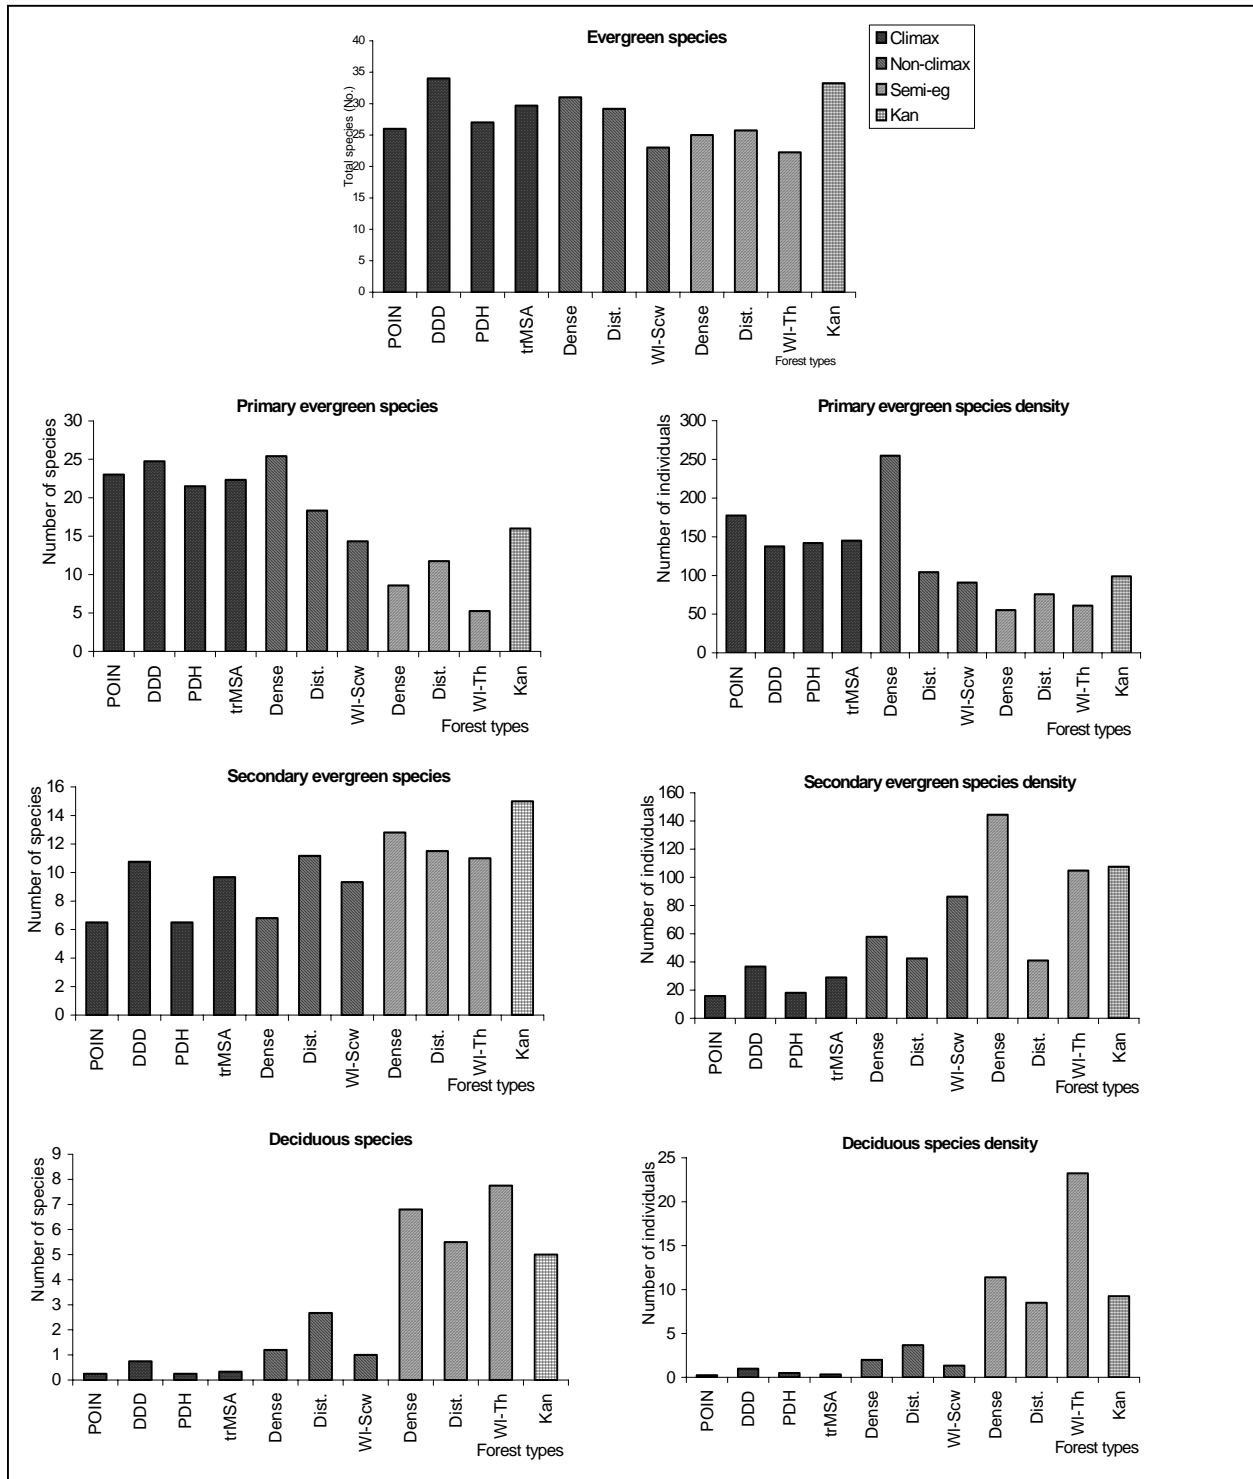 Evergreen species
Climax
Non-climax
Semi-eg
Kan
Total species (No.)
40
35
30
25
20
15
10
5
0
POIN DDD PDH trMSA Dense Dist. WI-Scw Dense Dist. WI-Th Kan
Forest types
Primary evergreen species
Number of species
30
25
20
15
10
5
0
POIN DDD PDH trMSA Dense Dist. WI-Scw Dense Dist. WI-Th Kan
Forest types
Primary evergreen species density
Number of individuals
300
250
200
150
100
50
0
POIN DDD PDH trMSA Dense Dist. WI-Scw Dense Dist. WI-Th Kan
Forest types
Secondary evergreen species
Number of species
16
14
12
10
8
6
4
2
0
POIN DDD PDH trMSA Dense Dist. WI-Scw Dense Dist. WI-Th Kan
Forest types
Secondary evergreen species density
Number of individuals
160
140
120
100
80
60
40
20
0
POIN DDD PDH trMSA Dense Dist. WI-Scw Dense Dist. WI-Th Kan
Forest types
Deciduous species
Number of species
9
8
7
6
5
4
3
2
1
0
POIN DDD PDH trMSA Dense Dist. WI-Scw Dense Dist. WI-Th Kan
Forest types
Deciduous species density
Number of individuals
25
20
15
10
5
0
POIN DDD PDH trMSA Dense Dist. WI-Scw Dense Dist. WI-Th Kan
Forest types